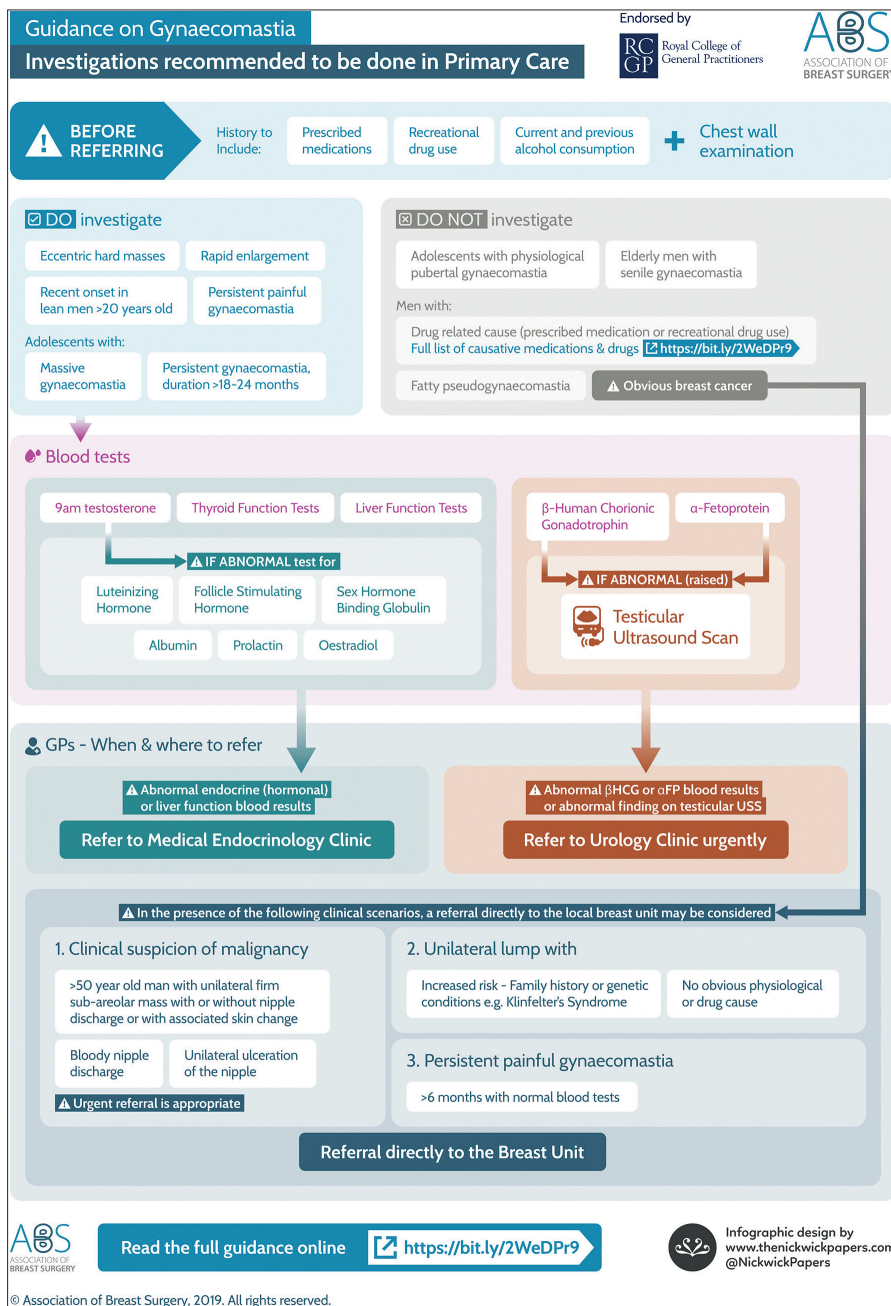 Guidance on Gynaecomastia
Investigations recommended to be done in Primary Care
Endorsed by
RC
GP
Royal College of
General Practitioners
ABS
ASSOCIATION OF
BREAST SURGERY
BEFORE
REFERRING
History to
Include:
Prescribed
medications
Recreational
drug use
Current and previous
alcohol consumption
+
Chest wall
examination
DO investigate
Eccentric hard masses
Rapid enlargement
Recent onset in
lean men >20 years old
Persistent painful
gynaecomastia
Adolescents with:
Massive
gynaecomastia
Persistent gynaecomastia,
duration >18-24 months
DO NOT investigate
Adolescents with physiological
pubertal gynaecomastia
Elderly men with
senile gynaecomastia
Men with:
Drug related cause (prescribed medication or recreational drug use)
Full list of causative medications & drugs https://bit.ly/2WeDPr9
Fatty pseudogynaecomastia
Obvious breast cancer
Blood tests
9am testosterone
Thyroid Function Tests
Liver Function Tests
IF ABNORMAL test for
Luteinizing
Hormone
Follicle Stimulating
Hormone
Sex Hormone
Binding Globulin
Albumin
Prolactin
Oestradiol
β-Human Chorionic
Gonadotrophin
α-Fetoprotein
IF ABNORMAL (raised)
Testicular
Ultrasound Scan
GPs - When & where to refer
Abnormal endocrine (hormonal)
or liver function blood results
Refer to Medical Endocrinology Clinic
Abnormal βHCG or αFP blood results
or abnormal finding on testicular USS
Refer to Urology Clinic urgently
In the presence of the following clinical scenarios, a referral directly to the local breast unit may be considered
1. Clinical suspicion of malignancy
>50 year old man with unilateral firm
sub-areolar mass with or without nipple
discharge or with associated skin change
Bloody nipple
discharge
Unilateral ulceration
of the nipple
Urgent referral is appropriate
2. Unilateral lump with
Increased risk - Family history or genetic
conditions e.g. Klinfelter's Syndrome
No obvious physiological
or drug cause
3. Persistent painful gynaecomastia
>6 months with normal blood tests
Referral directly to the Breast Unit
ABS
ASSOCIATION OF
BREAST SURGERY
Read the full guidance online https://bit.ly/2WeDPr9
Infographic design by
www.thenickwickpapers.com
@NickwickPapers
© Association of Breast Surgery, 2019. All rights reserved.